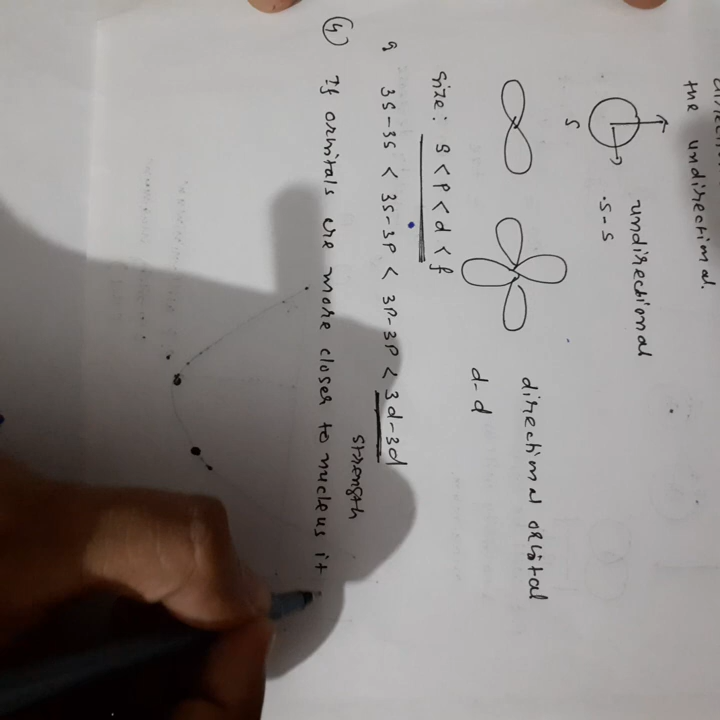 the undirectional.
undirectional
S
.S-S
directional orbital
d-d
Size: S < P < d < f
3S-3S < 3S-3P < 3P-3P < 3d-3d
Strength
(4) If orbitals are more closer to nucleus it